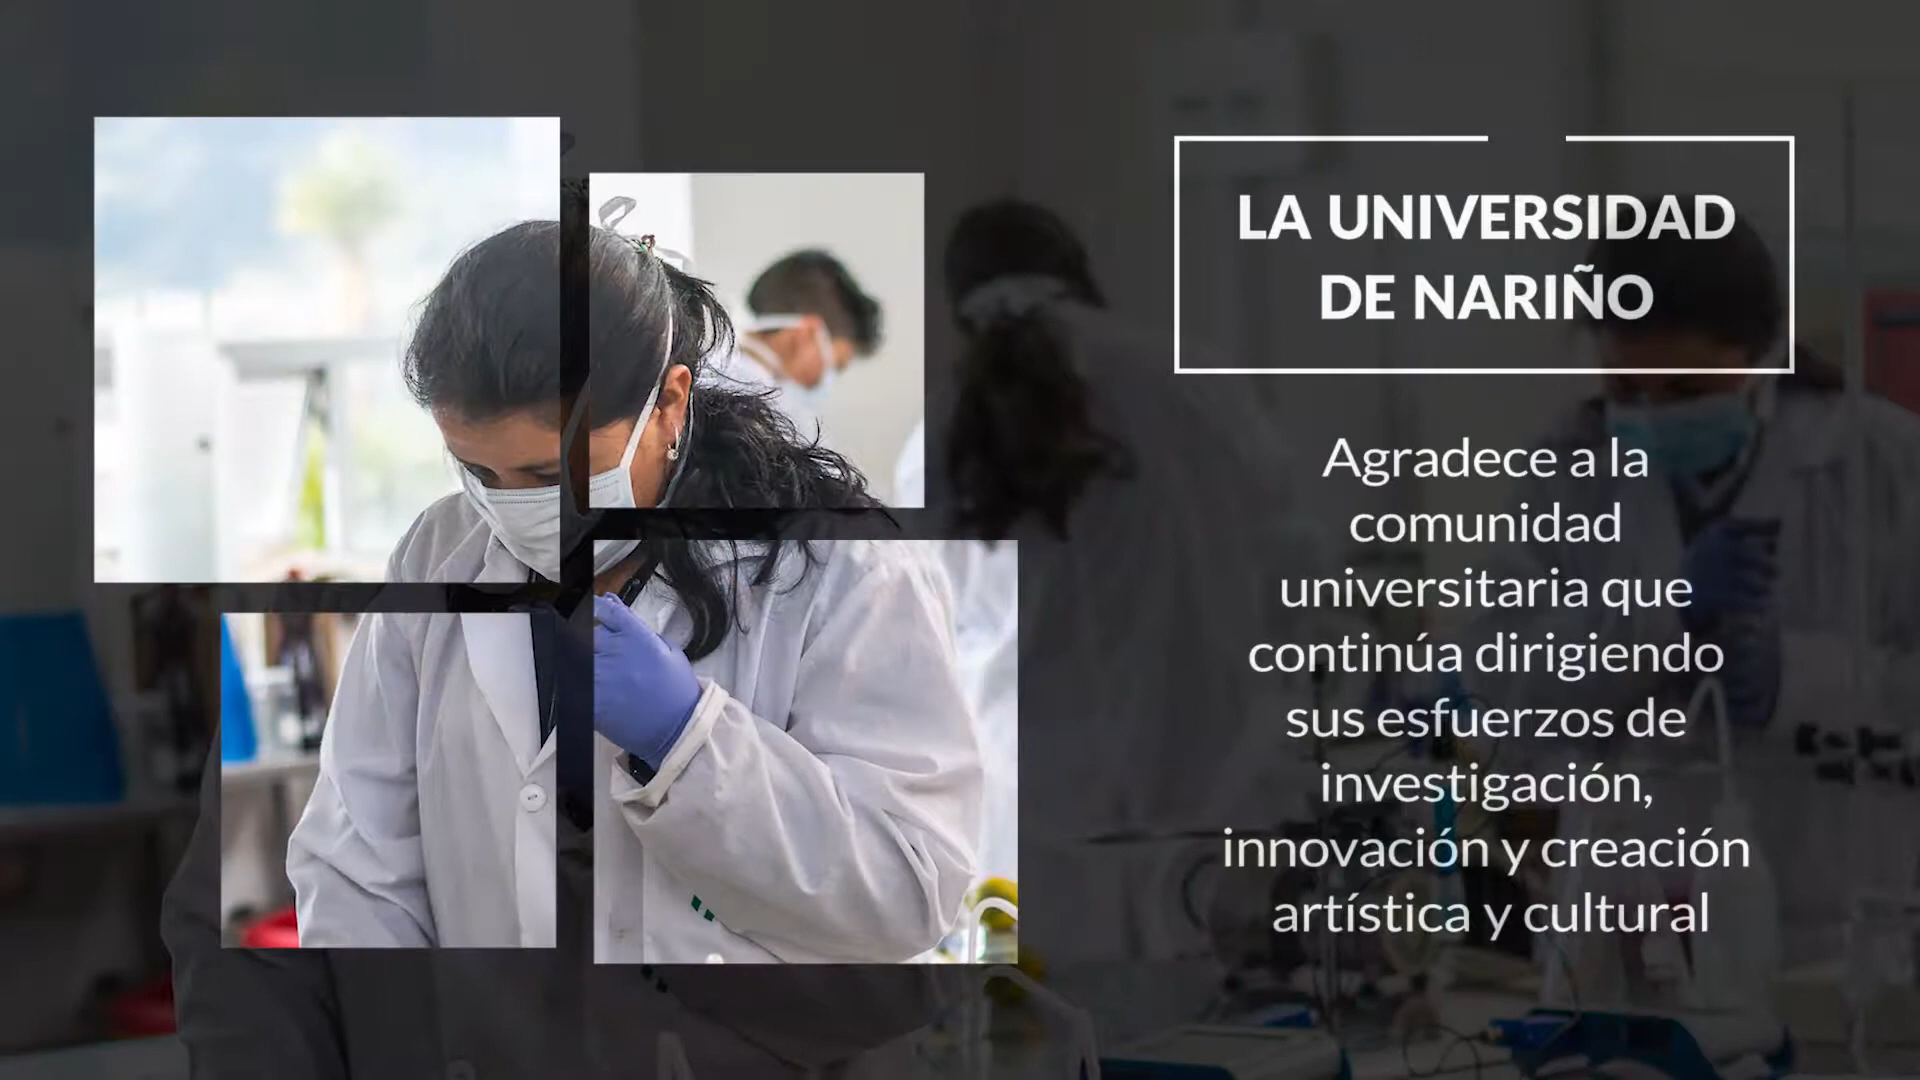 LA UNIVERSIDAD
DE NARIÑO
Agradece a la
comunidad
universitaria que
continúa dirigiendo
sus esfuerzos de
investigación,
innovación y creación
artística y cultural